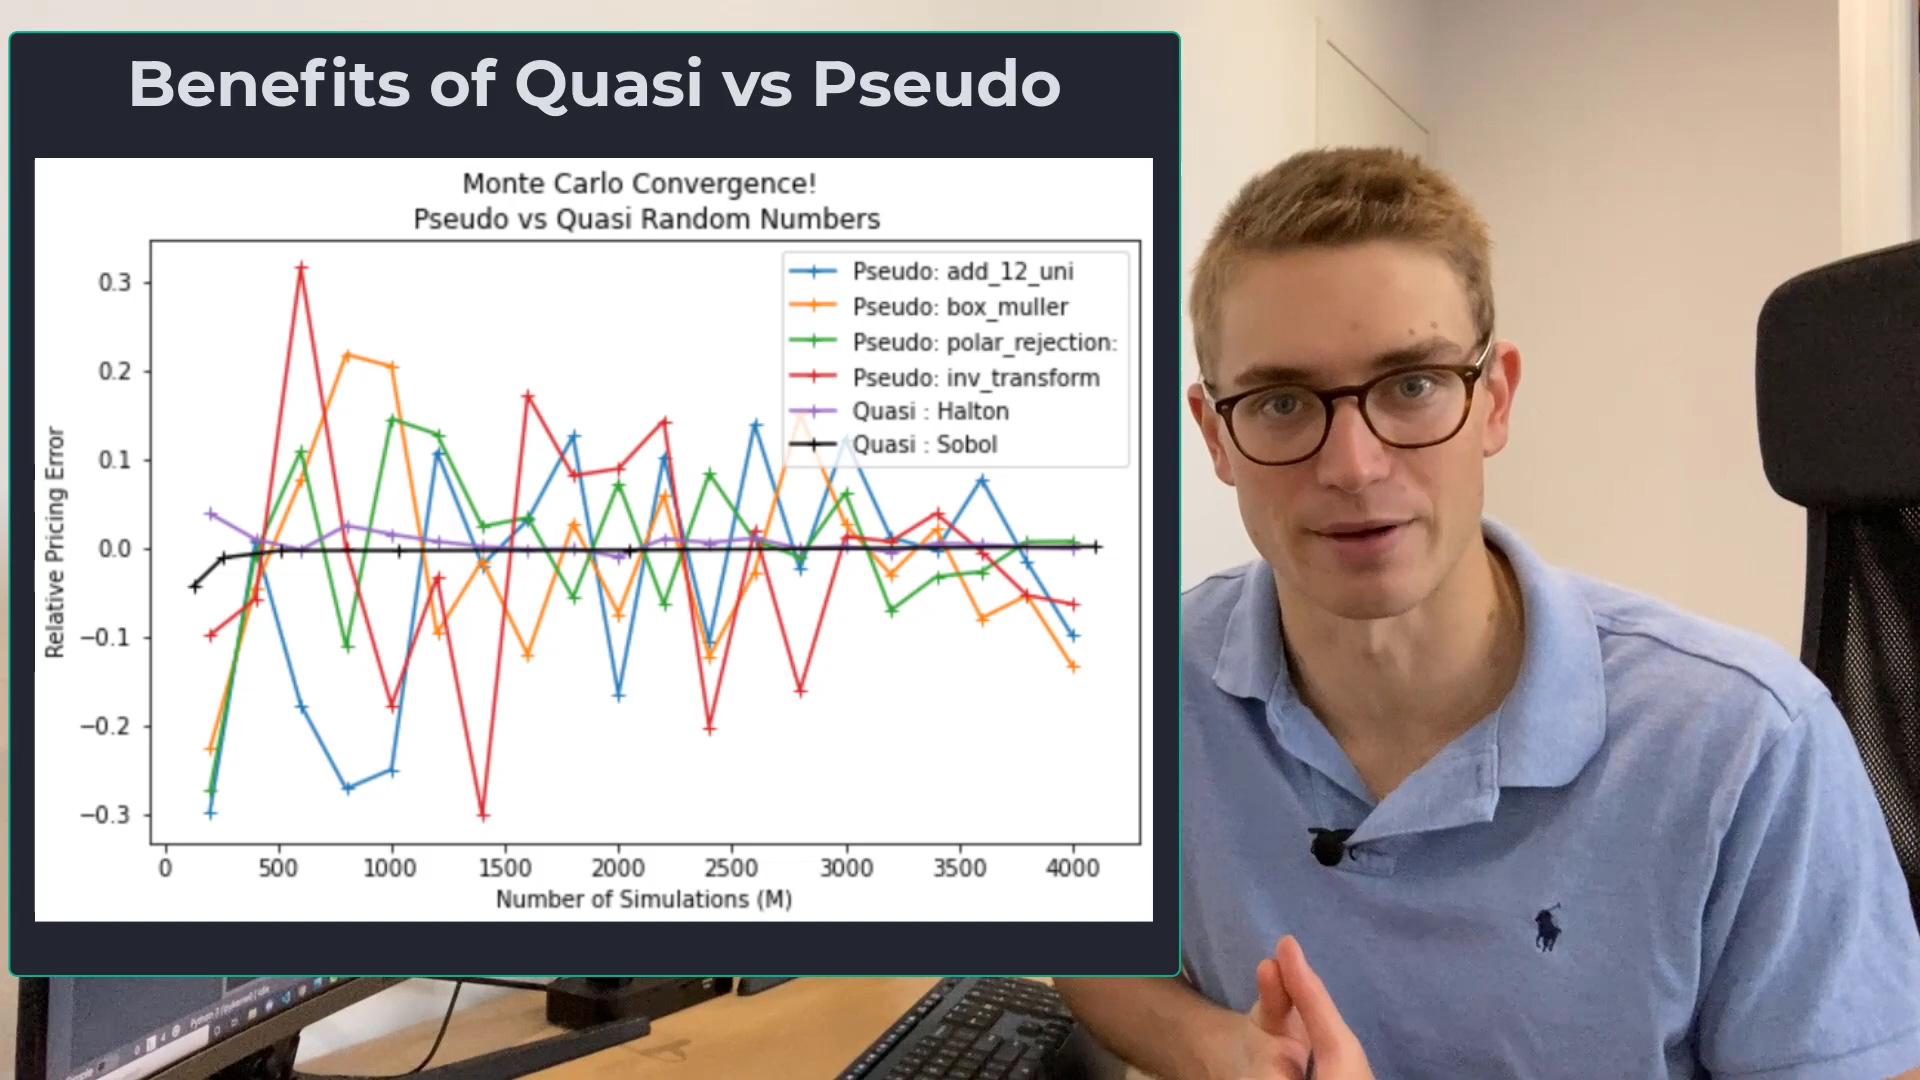 Benefits of Quasi vs Pseudo
Monte Carlo Convergence!
Pseudo vs Quasi Random Numbers
Pseudo: add_12_uni
Pseudo: box_muller
Pseudo: polar_rejection:
Pseudo: inv_transform
Quasi : Halton
Quasi : Sobol
Relative Pricing Error
0.3
0.2
0.1
0.0
−0.1
−0.2
−0.3
0 500 1000 1500 2000 2500 3000 3500 4000
Number of Simulations (M)